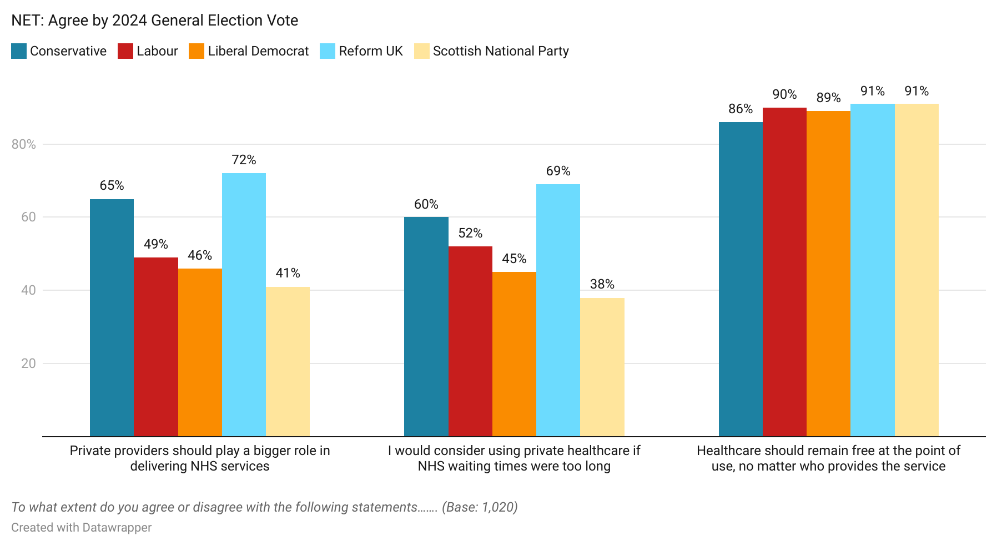 NET: Agree by 2024 General Election Vote
Conservative Labour Liberal Democrat Reform UK Scottish National Party
80%
60
40
20
65%
49%
46%
72%
41%
60%
52%
45%
69%
38%
86%
90%
89%
91%
91%
Private providers should play a bigger role in
delivering NHS services
I would consider using private healthcare if
NHS waiting times were too long
Healthcare should remain free at the point of
use, no matter who provides the service
To what extent do you agree or disagree with the following statements....... (Base: 1,020)
Created with Datawrapper